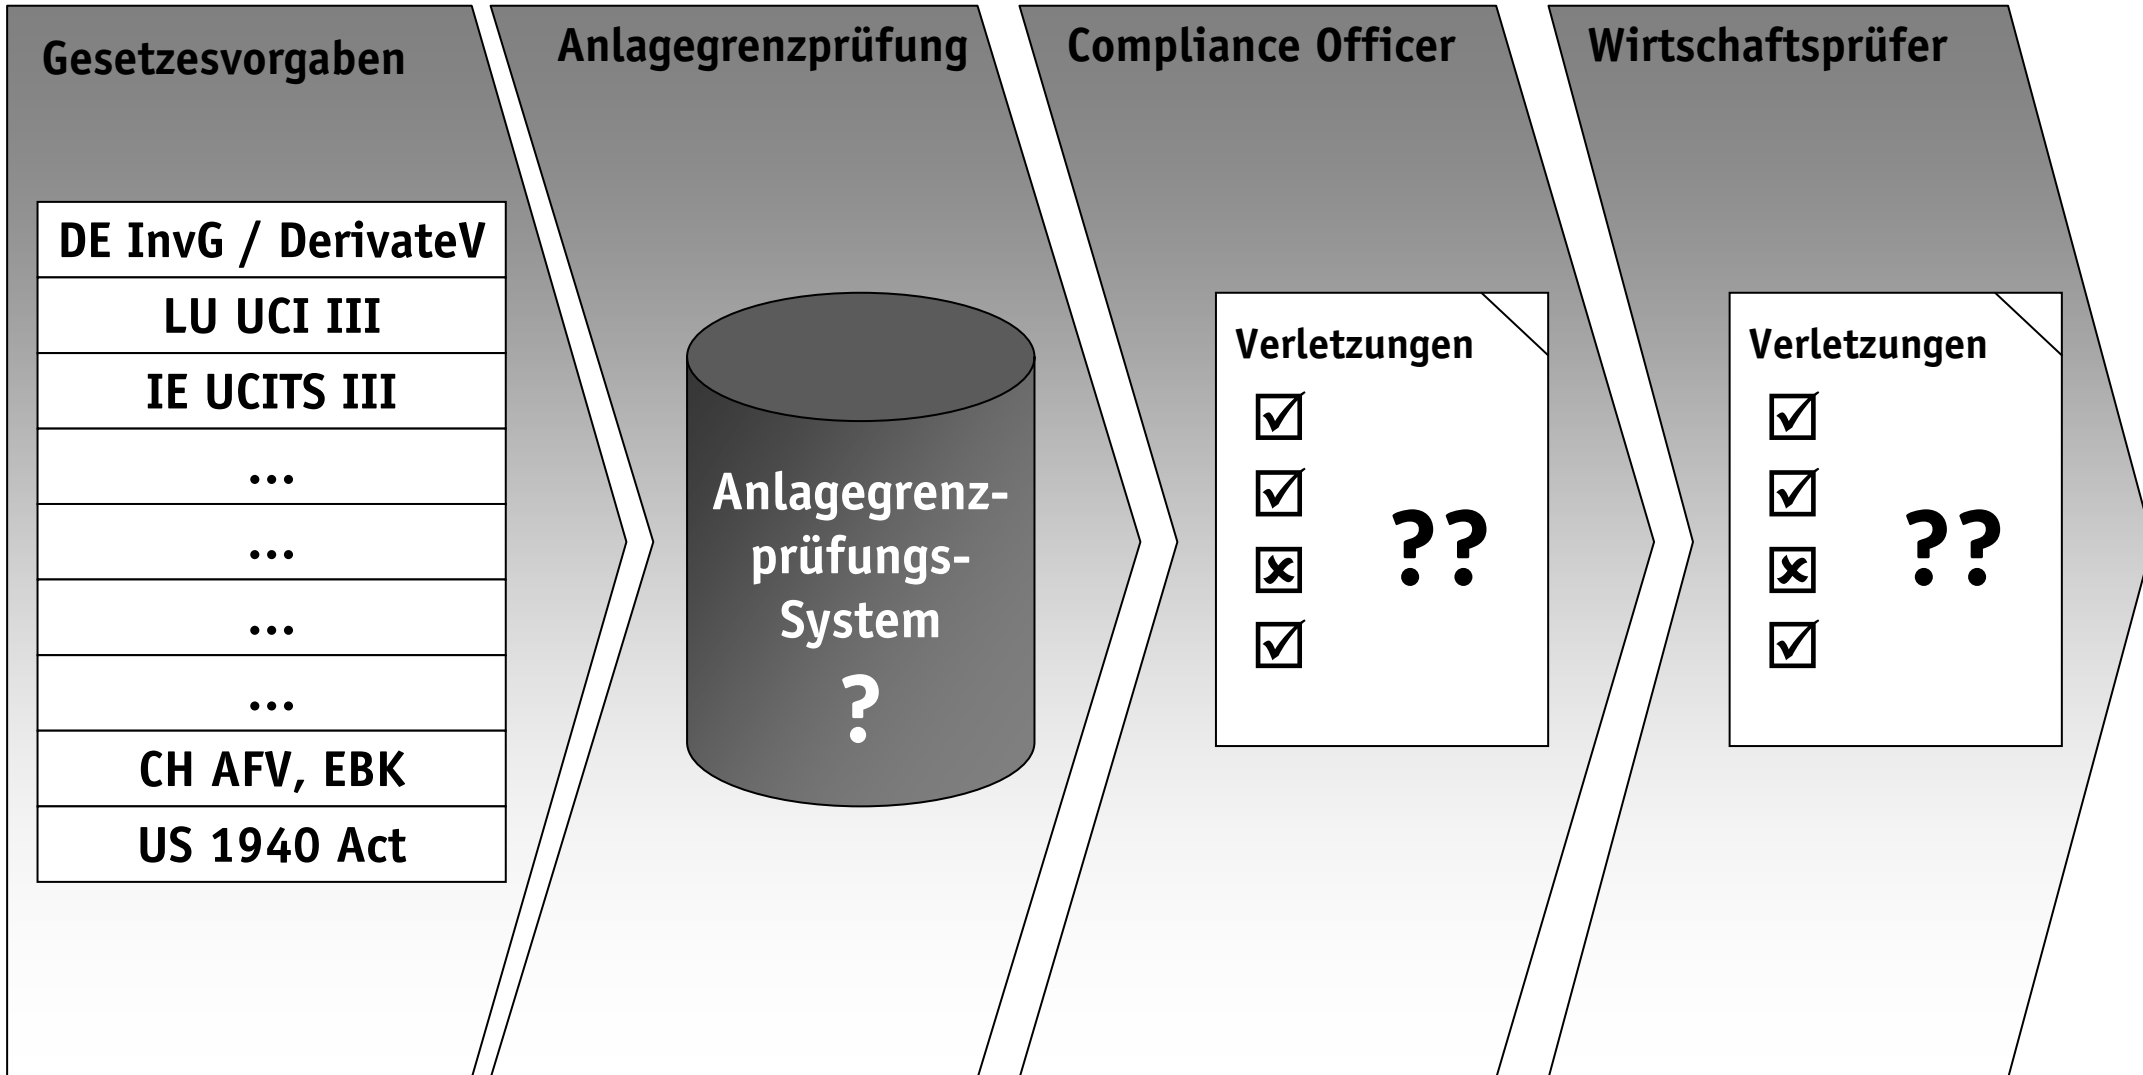 Gesetzesvorgaben
DE InvG / DerivateV
LU UCI III
IE UCITS III
...
...
...
...
CH AFV, EBK
US 1940 Act
Anlagegrenzprüfung
Anlagegrenz-
prüfungs-
System
?
Compliance Officer
Verletzungen
??
Wirtschaftsprüfer
Verletzungen
??